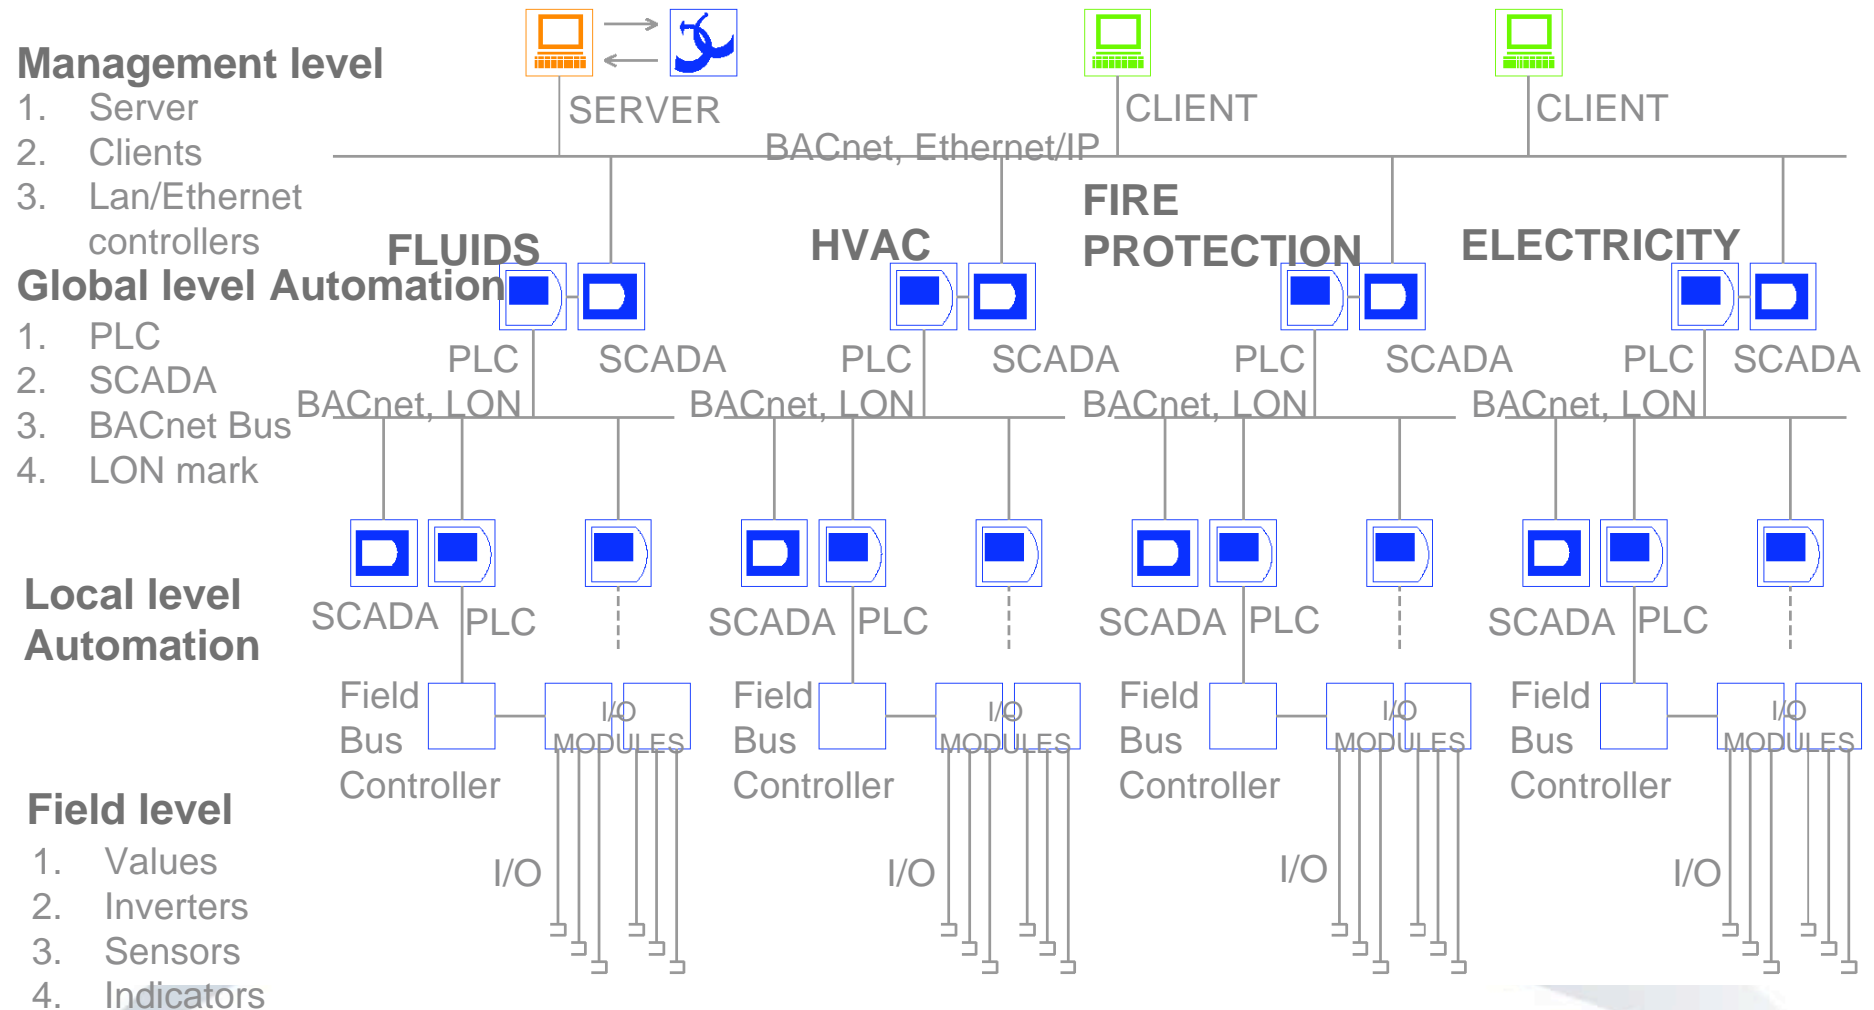 Management level
1. Server
2. Clients
3. Lan/Ethernet
controllers
SERVER
CLIENT
CLIENT
BACnet, Ethernet/IP
FLUIDS
HVAC
FIRE
PROTECTION
ELECTRICITY
Global level Automation
1. PLC
2. SCADA
3. BACnet Bus
4. LON mark
PLC SCADA
BACnet, LON
PLC SCADA
BACnet, LON
PLC SCADA
BACnet, LON
PLC SCADA
BACnet, LON
Local level
Automation
SCADA PLC
SCADA PLC
SCADA PLC
SCADA PLC
Field
Bus
Controller
I/O
MODULES
Field
Bus
Controller
I/O
MODULES
Field
Bus
Controller
I/O
MODULES
Field
Bus
Controller
I/O
MODULES
Field level
1. Values
2. Inverters
3. Sensors
4. Indicators
I/O
I/O
I/O
I/O